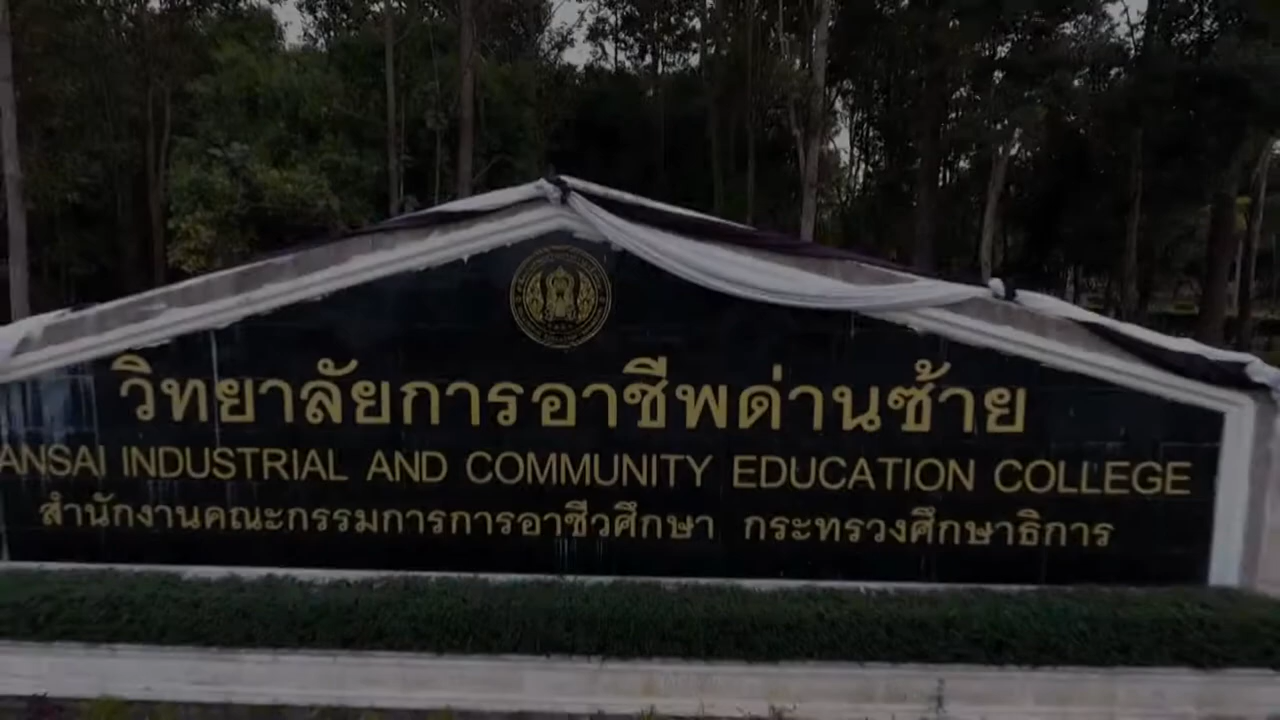 วิทยาลัยการอาชีพด่านซ้าย
ANSAI INDUSTRIAL AND COMMUNITY EDUCATION COLLEGE
สำนักงานคณะกรรมการการอาชีวศึกษา กระทรวงศึกษาธิการ